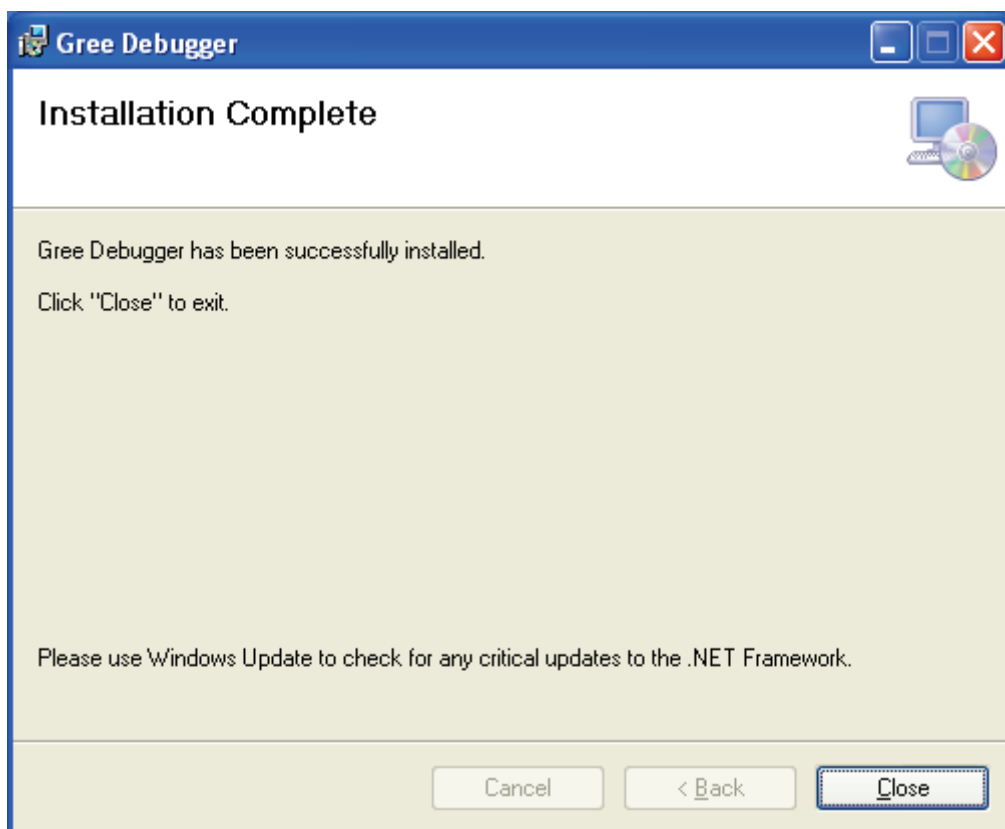 Gree Debugger
Installation Complete
Gree Debugger has been successfully installed.
Click "Close" to exit.
Please use Windows Update to check for any critical updates to the .NET Framework.
Cancel
< Back
Close